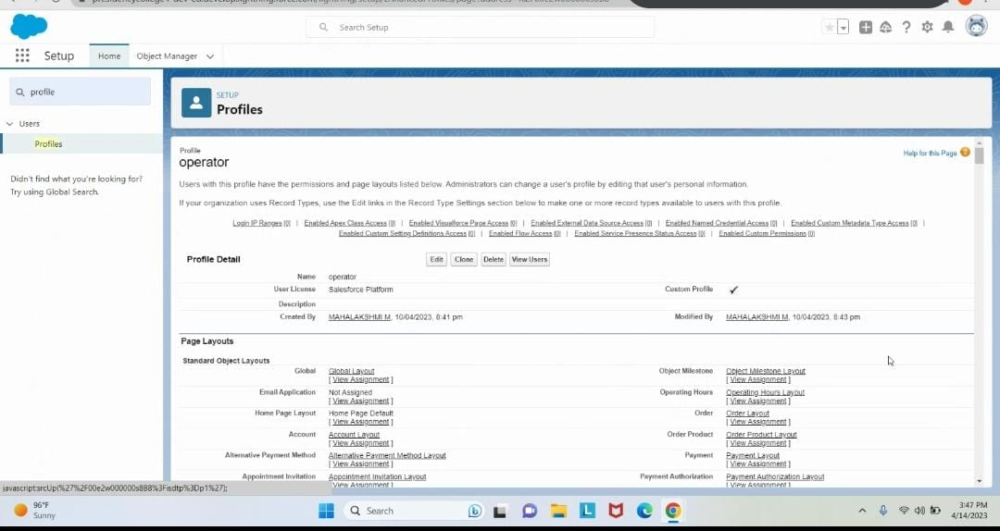 Search Setup
Setup
Home
Object Manager
profile
Users
Profiles
Didn't find what you're looking for?
Try using Global Search.
SETUP
Profiles
Profile
operator
Help for this Page
Users with this profile have the permissions and page layouts listed below. Administrators can change a user's profile by editing that user's personal information.
If your organization uses Record Types, use the Edit links in the Record Type Settings section below to make one or more record types available to users with this profile.
Login IP Ranges [0] | Enabled Apex Class Access [0] | Enabled Visualforce Page Access [0] | Enabled External Data Source Access [0] | Enabled Named Credential Access [0] | Enabled Custom Metadata Type Access [0] |
Enabled Custom Setting Definitions Access [0] | Enabled Flow Access [0] | Enabled Service Presence Status Access [0] | Enabled Custom Permissions [0]
Profile Detail Edit Clone Delete View Users
Name operator
User License Salesforce Platform Custom Profile ✓
Description
Created By MAHALAKSHMI M, 10/04/2023, 8:41 pm Modified By MAHALAKSHMI M, 10/04/2023, 8:43 pm
Page Layouts
Standard Object Layouts
Global Global Layout Object Milestone Object Milestone Layout
[ View Assignment ] [ View Assignment ]
Email Application Not Assigned Operating Hours Operating Hours Layout
[ View Assignment ] [ View Assignment ]
Home Page Layout Home Page Default Order Order Layout
[ View Assignment ] [ View Assignment ]
Account Account Layout Order Product Order Product Layout
[ View Assignment ] [ View Assignment ]
Alternative Payment Method Alternative Payment Method Layout Payment Payment Layout
[ View Assignment ] [ View Assignment ]
Appointment Invitation Appointment Invitation Layout Payment Authorization Payment Authorization Layout
[ View Assignment ] [ View Assignment ]
javascript:srcUp(%27%2F00e2w000000s8B8%3Fisdtp%3Dp1%27);
96°F
Sunny
Search
3:47 PM
4/14/2023